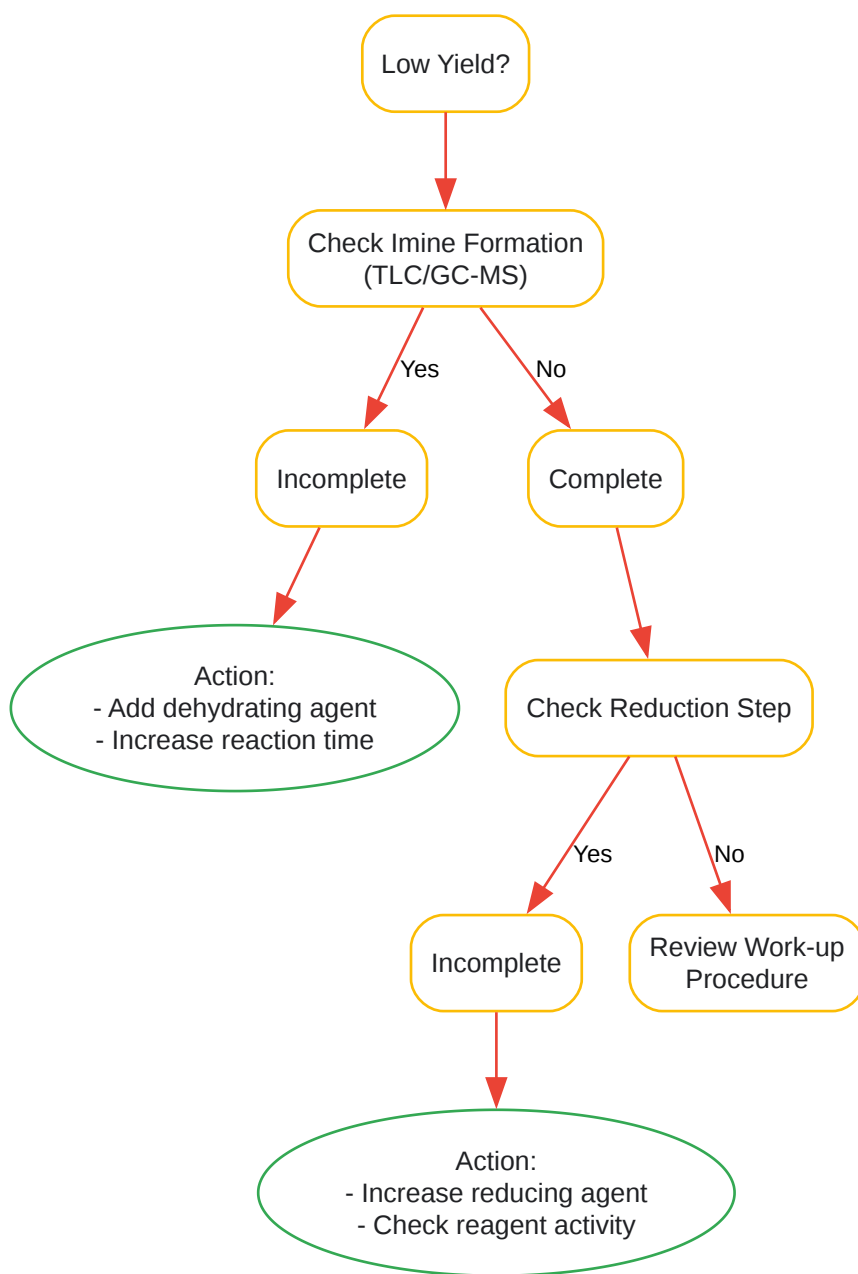 Low Yield?
Check Imine Formation
(TLC/GC-MS)
Yes
No
Incomplete
Complete
Action:
- Add dehydrating agent
- Increase reaction time
Check Reduction Step
Yes
No
Incomplete
Review Work-up
Procedure
Action:
- Increase reducing agent
- Check reagent activity